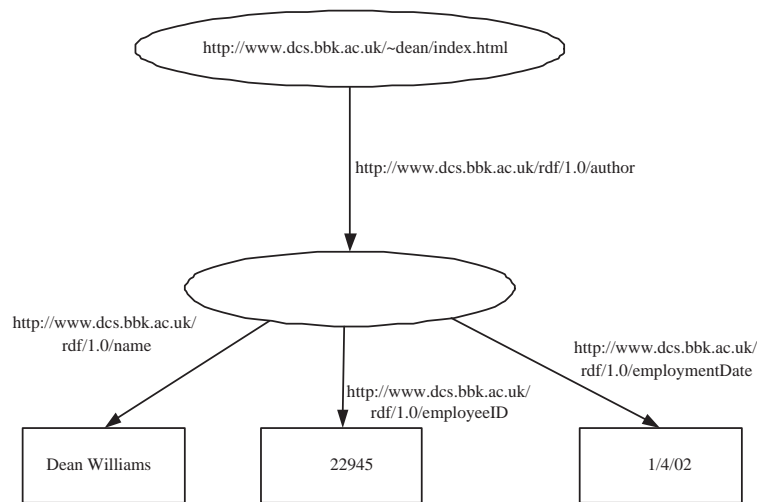 http://www.dcs.bbk.ac.uk/~dean/index.html
http://www.dcs.bbk.ac.uk/rdf/1.0/author
http://www.dcs.bbk.ac.uk/
rdf/1.0/name
http://www.dcs.bbk.ac.uk/
rdf/1.0/employeeID
http://www.dcs.bbk.ac.uk/
rdf/1.0/employmentDate
Dean Williams
22945
1/4/02